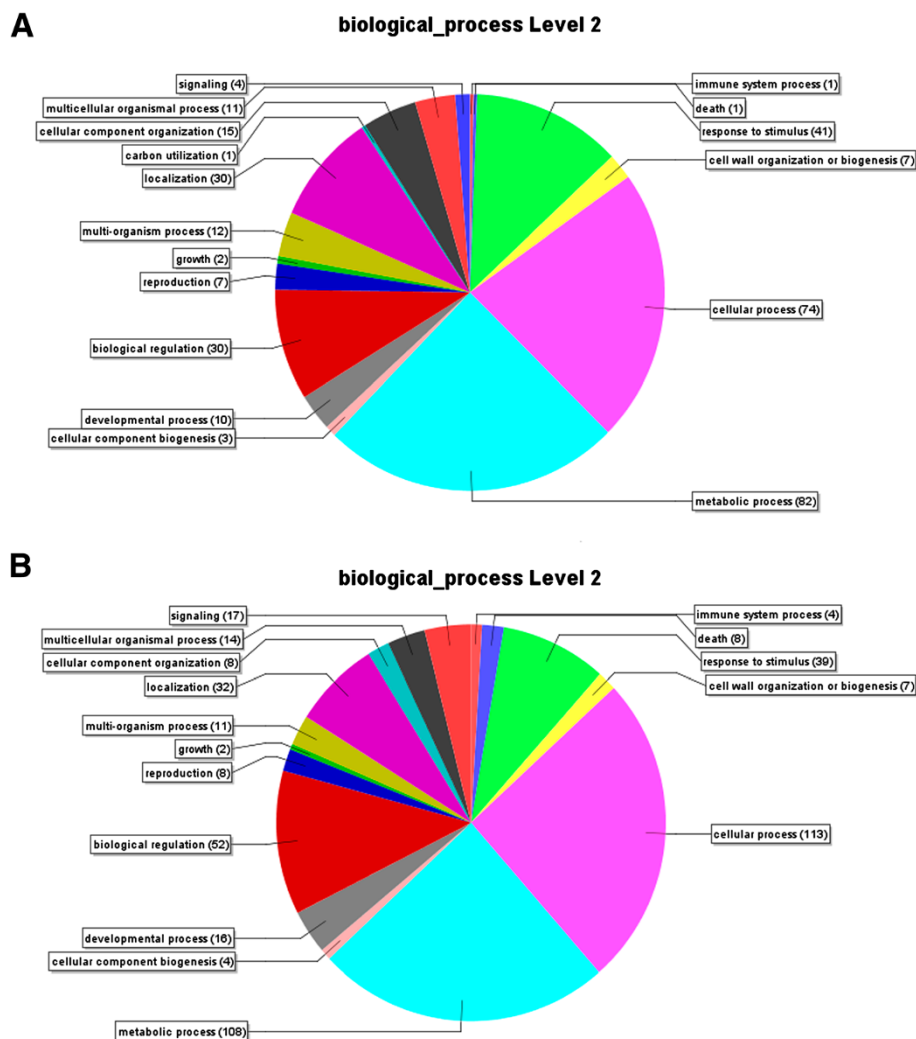 A
biological_process Level 2
signaling (4)
immune system process (1)
multicellular organismal process (11)
death (1)
cellular component organization (15)
response to stimulus (41)
carbon utilization (1)
cell wall organization or biogenesis (7)
localization (30)
multi-organism process (12)
growth (2)
reproduction (7)
cellular process (74)
biological regulation (30)
developmental process (10)
cellular component biogenesis (3)
metabolic process (82)
B
biological_process Level 2
signaling (17)
immune system process (4)
multicellular organismal process (14)
death (8)
cellular component organization (8)
response to stimulus (39)
localization (32)
cell wall organization or biogenesis (7)
multi-organism process (11)
growth (2)
reproduction (8)
cellular process (113)
biological regulation (52)
developmental process (16)
cellular component biogenesis (4)
metabolic process (108)